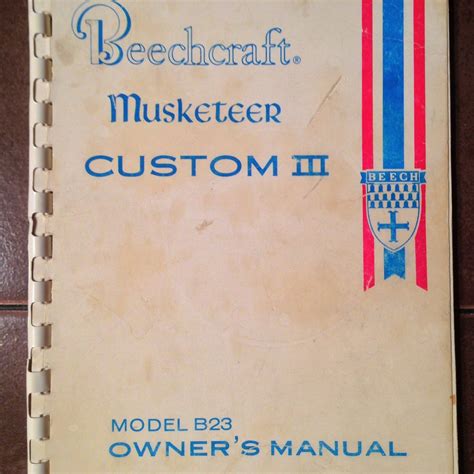 Beechcraft®
Musketeer
CUSTOM III
BEECH
MODEL B23
OWNER'S MANUAL